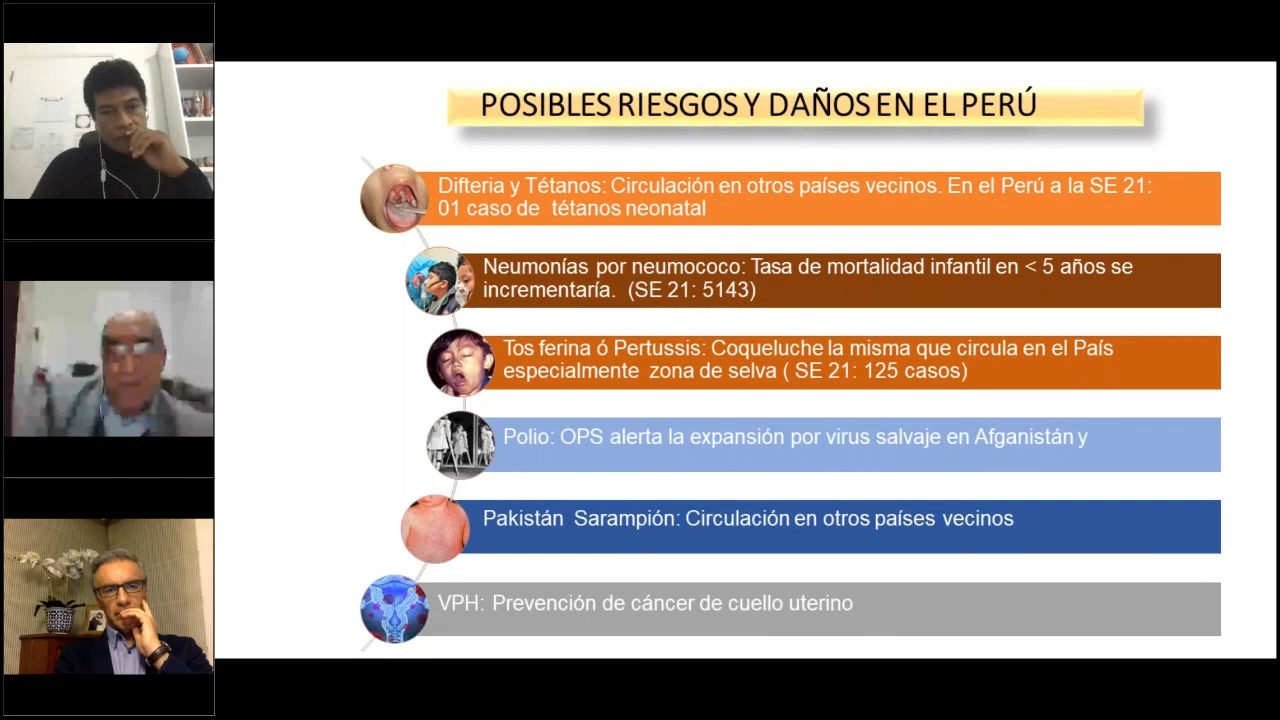 POSIBLES RIESGOS Y DAÑOS EN EL PERÚ
Difteria y Tétanos: Circulación en otros países vecinos. En el Perú a la SE 21:
01 caso de tétanos neonatal
Neumonías por neumococo: Tasa de mortalidad infantil en < 5 años se
incrementaría. (SE 21: 5143)
Tos ferina ó Pertussis: Coqueluche la misma que circula en el País
especialmente zona de selva ( SE 21: 125 casos)
Polio: OPS alerta la expansión por virus salvaje en Afganistán y
Pakistán Sarampión: Circulación en otros países vecinos
VPH: Prevención de cáncer de cuello uterino